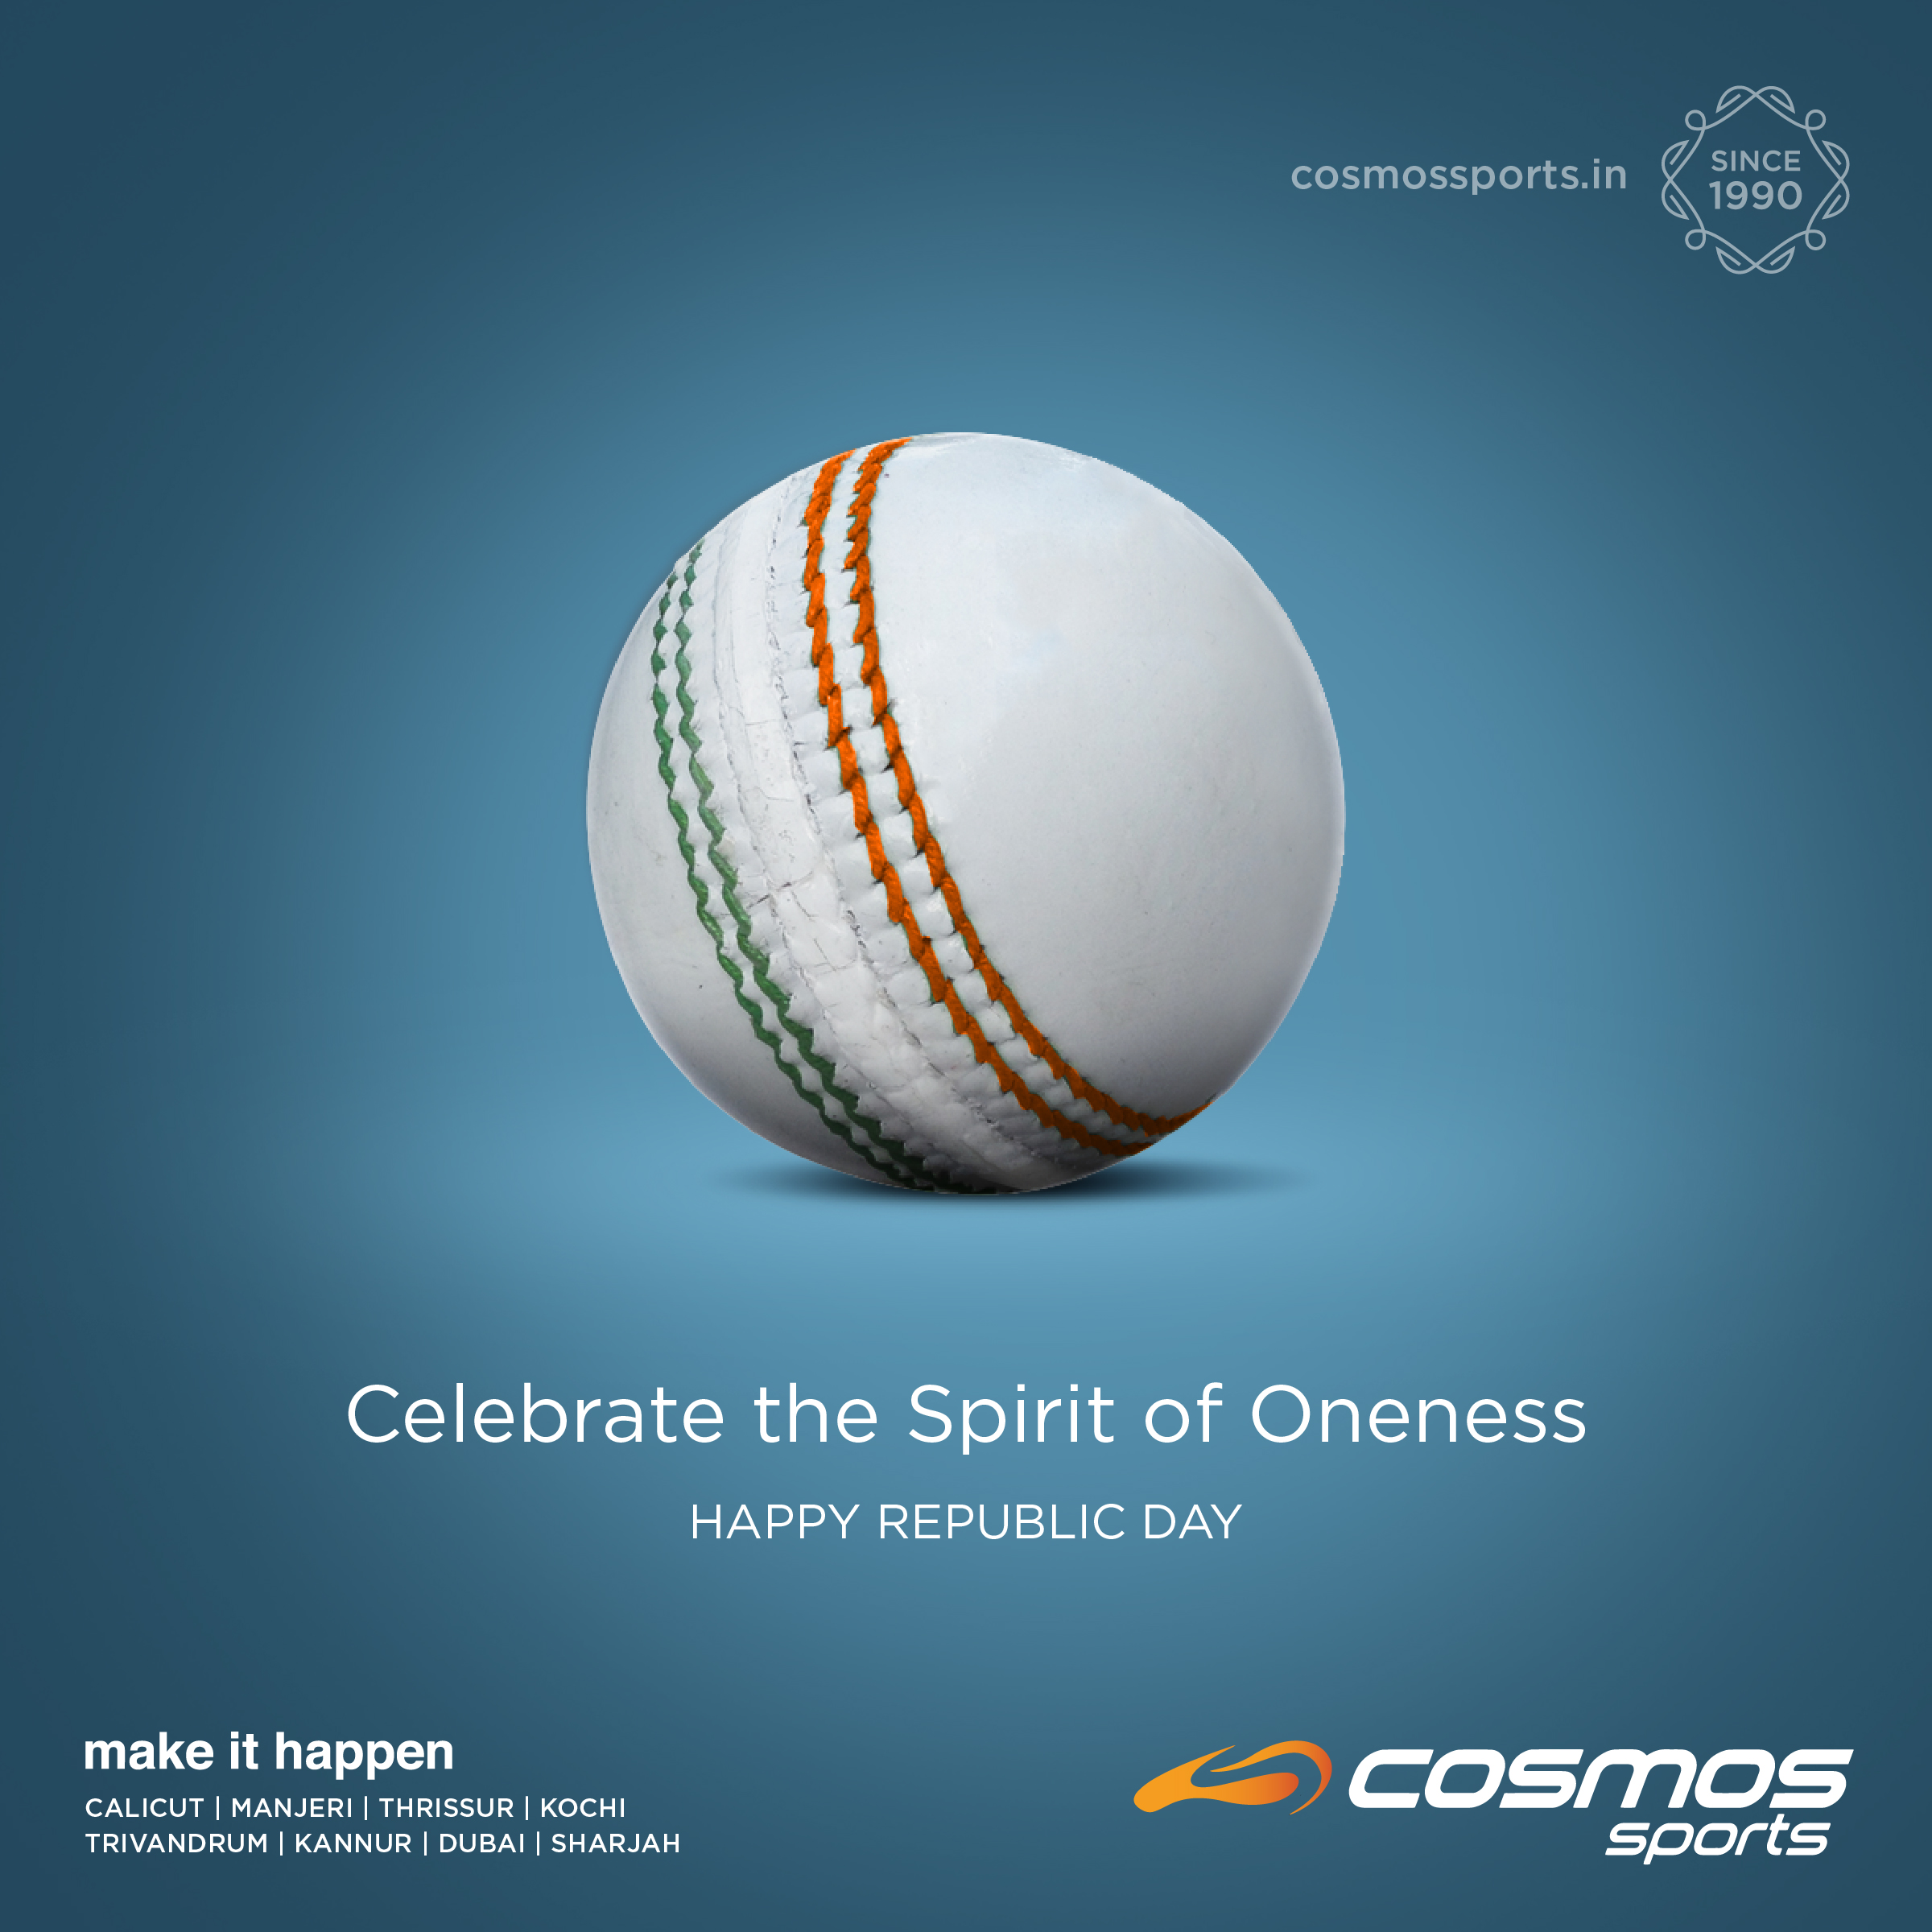 cosmossports.in
SINCE
1990
Celebrate the Spirit of Oneness
HAPPY REPUBLIC DAY
make it happen
CALICUT | MANJERI | THRISSUR | KOCHI
TRIVANDRUM | KANNUR | DUBAI | SHARJAH
cosmos
sports